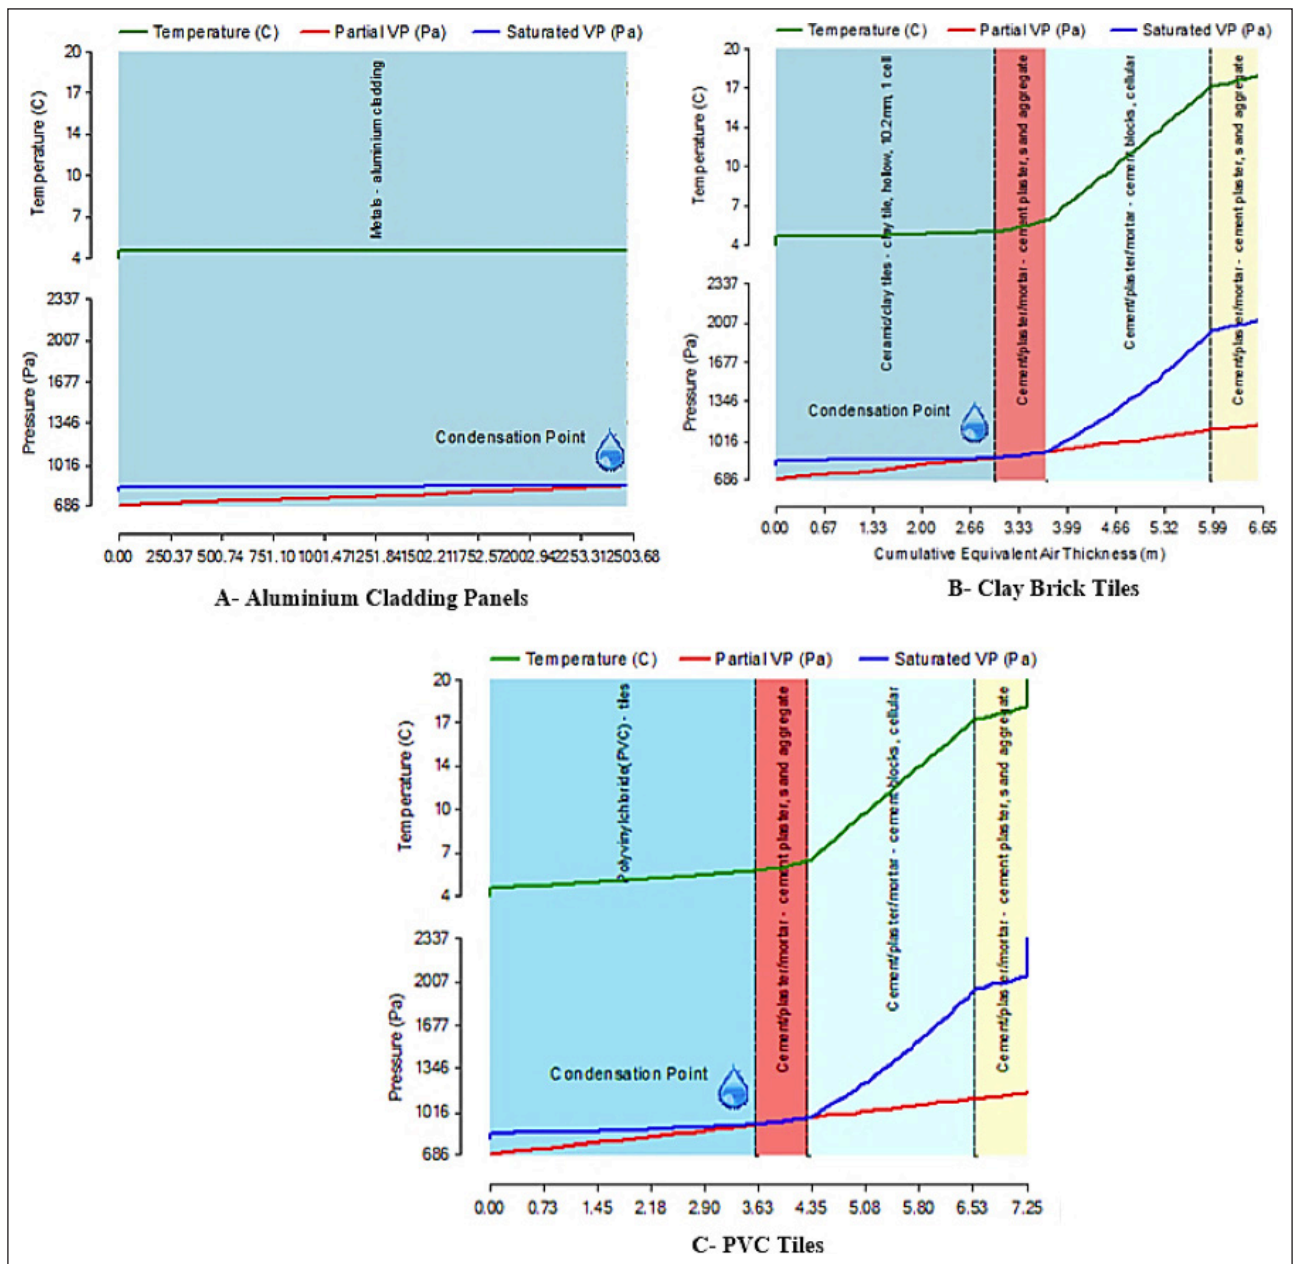 Temperature (C) Partial VP (Pa) Saturated VP (Pa)
20
17
14
10
7
4
Temperature (C)
Metals - aluminium cladding
2337
2007
1677
1346
1016
686
Pressure (Pa)
Condensation Point
0.00 250.37 500.74 751.10 1001.47 1251.84 1502.21 1752.57 2002.94 2253.31 2503.68
A- Aluminium Cladding Panels
Temperature (C) Partial VP (Pa) Saturated VP (Pa)
20
17
14
10
7
4
Temperature (C)
2337
2007
1677
1346
1016
686
Pressure (Pa)
Ceramic/clay tiles - clay tile, hollow, 10.2mm, 1 cell
Cement/plaster/mortar - cement plaster, sand aggregate
Cement/plaster/mortar - cement blocks, cellular
Cement/plaster/mortar - cement plaster, sand aggregate
Condensation Point
0.00 0.67 1.33 2.00 2.66 3.33 3.99 4.66 5.32 5.99 6.65
Cumulative Equivalent Air Thickness (m)
B- Clay Brick Tiles
Temperature (C) Partial VP (Pa) Saturated VP (Pa)
20
17
14
10
7
4
Temperature (C)
2337
2007
1677
1346
1016
686
Pressure (Pa)
Polyvinylchloride(PVC) - tiles
Cement/plaster/mortar - cement plaster, sand aggregate
Cement/plaster/mortar - cement blocks, cellular
Cement/plaster/mortar - cement plaster, sand aggregate
Condensation Point
0.00 0.73 1.45 2.18 2.90 3.63 4.35 5.08 5.80 6.53 7.25
C- PVC Tiles